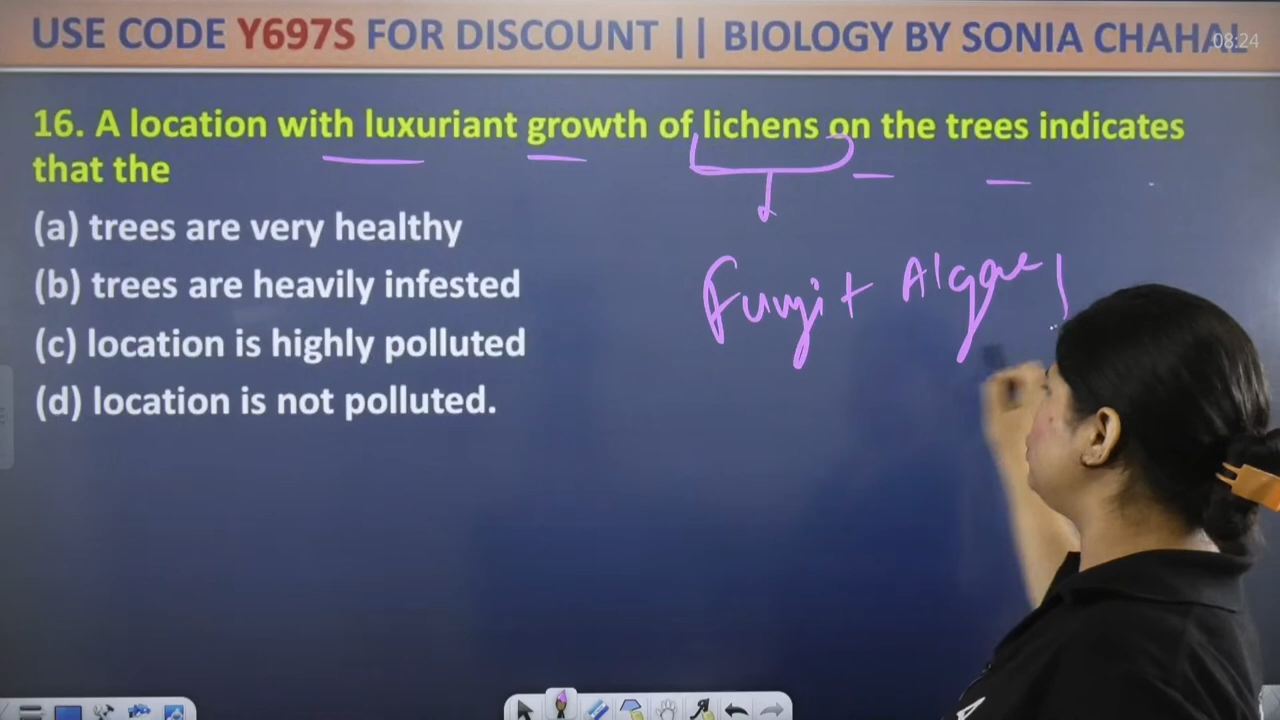 USE CODE Y697S FOR DISCOUNT || BIOLOGY BY SONIA CHAHAL
08:24
16. A location with luxuriant growth of lichens on the trees indicates
that the
(a) trees are very healthy
(b) trees are heavily infested
(c) location is highly polluted
(d) location is not polluted.
Fungi + Algae